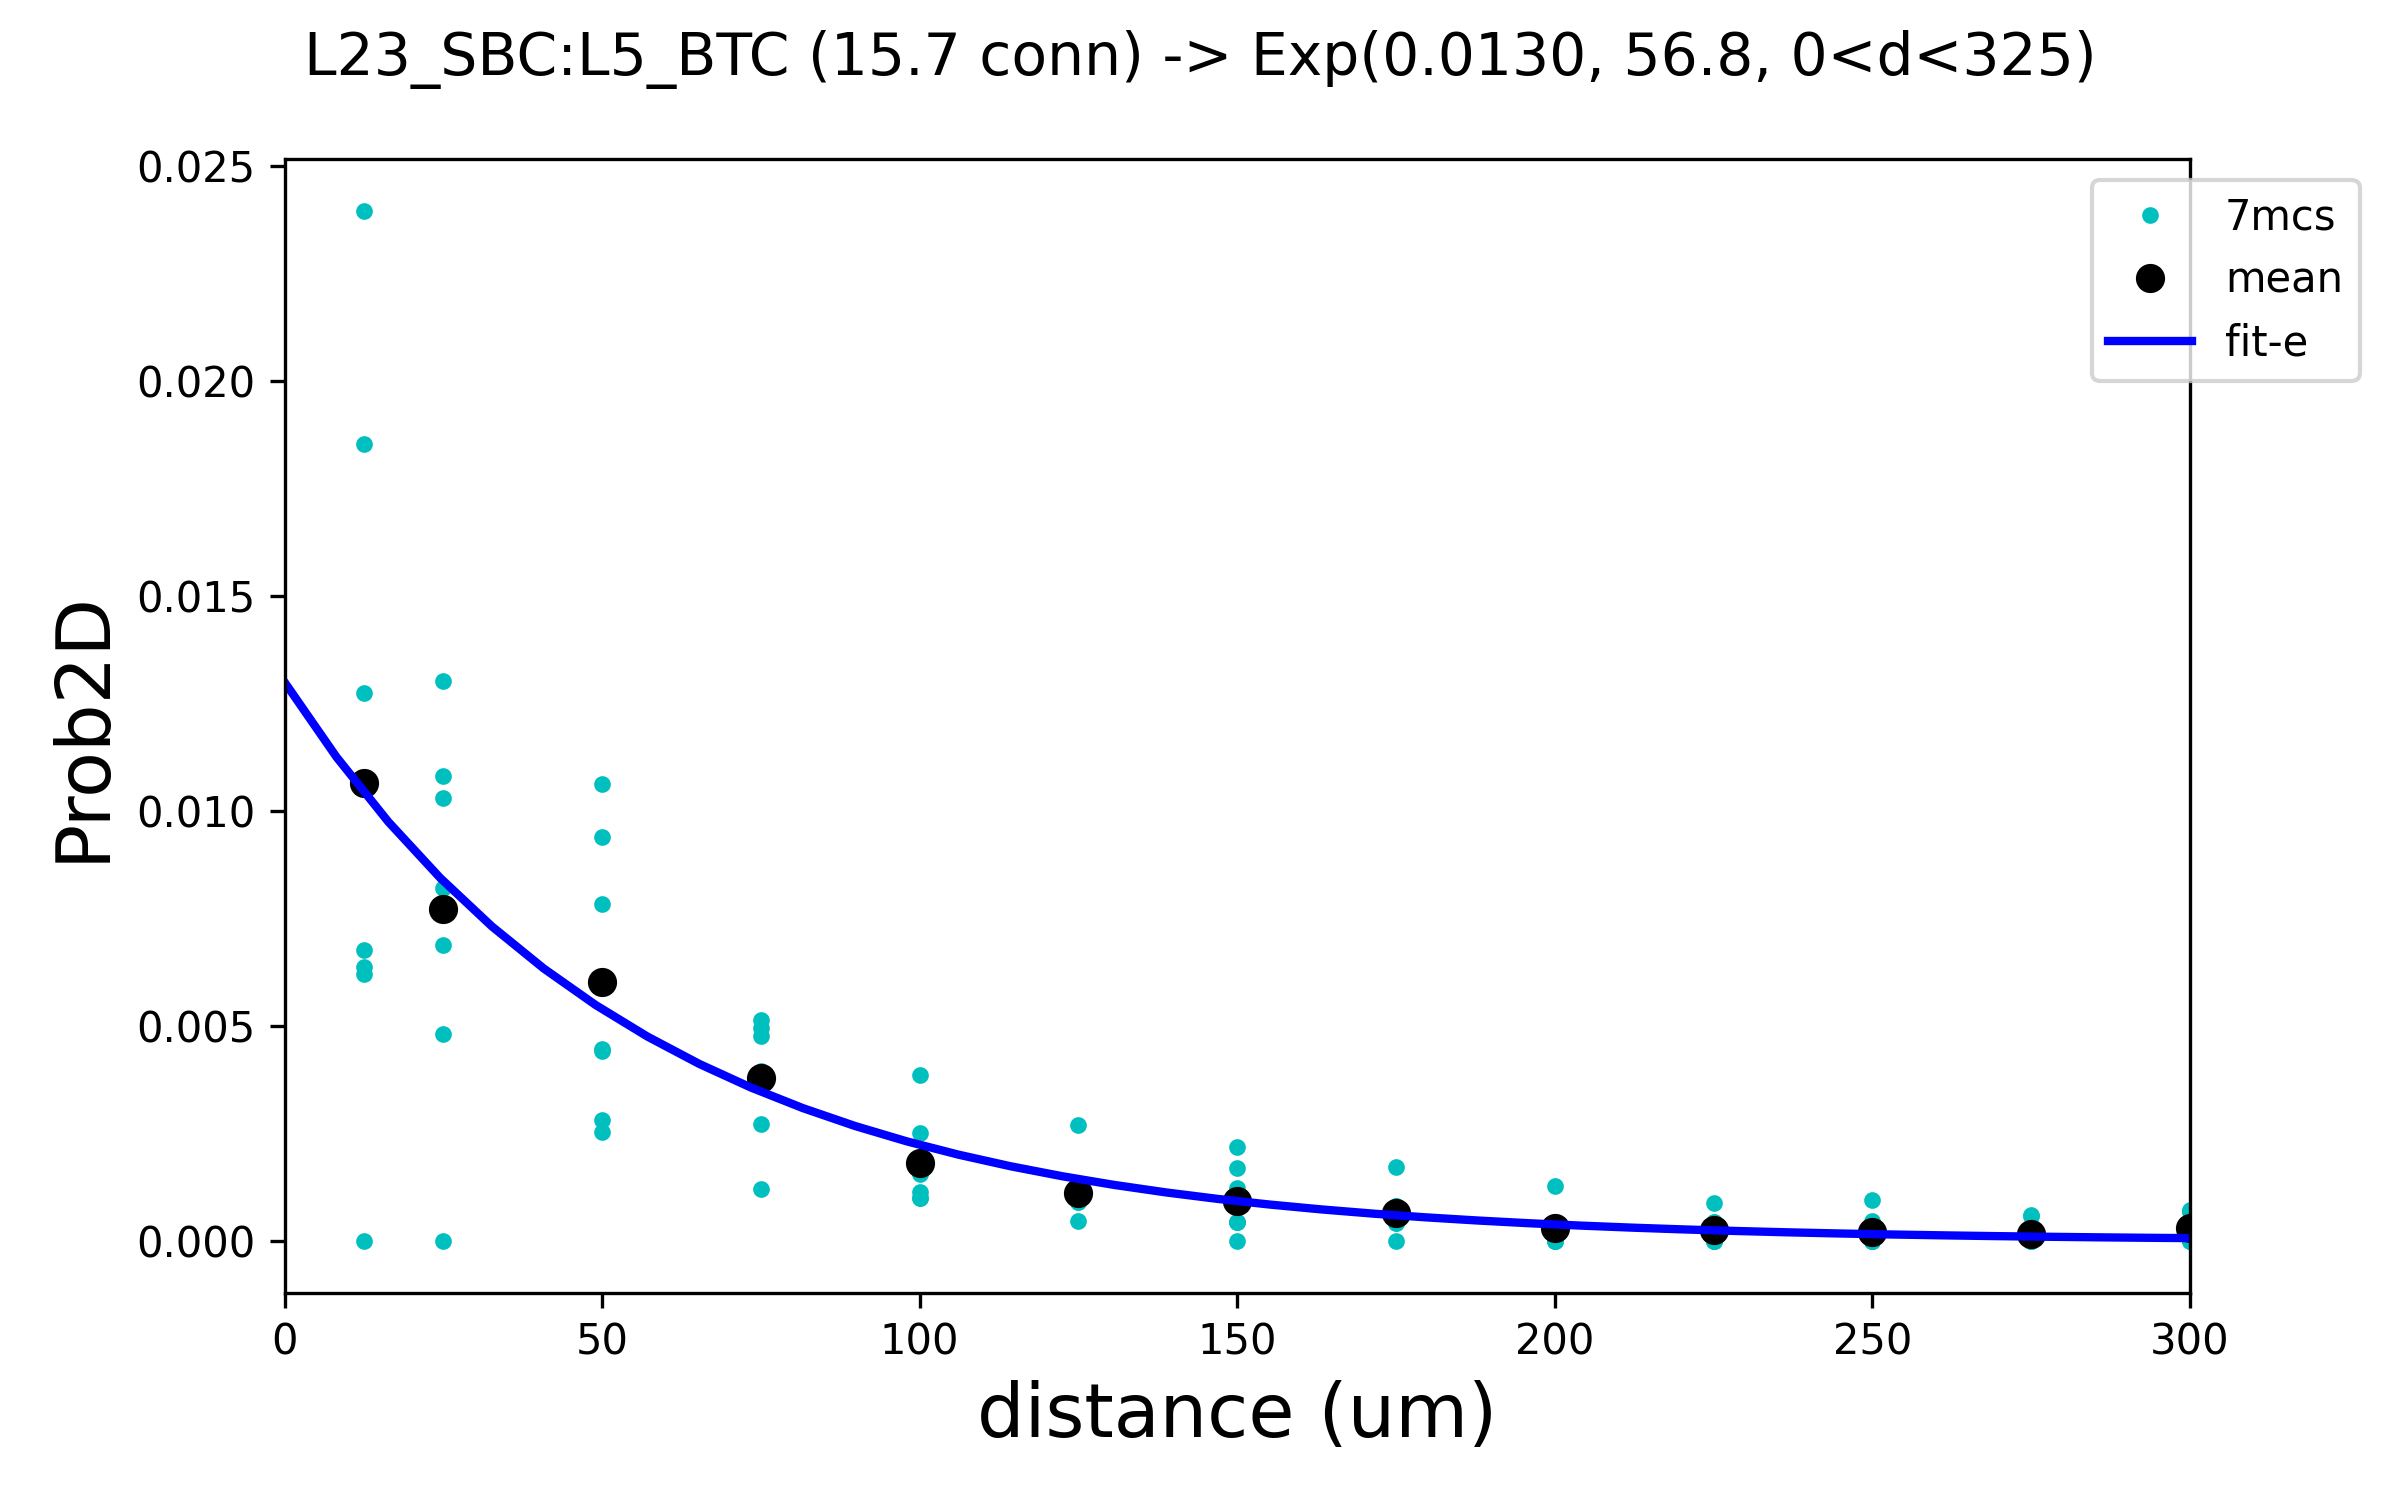 L23_SBC:L5_BTC (15.7 conn) -> Exp(0.0130, 56.8, 0<d<325)
0.025
0.020
0.015
0.010
0.005
0.000
Prob2D
7mcs
mean
fit-e
0 50 100 150 200 250 300
distance (um)